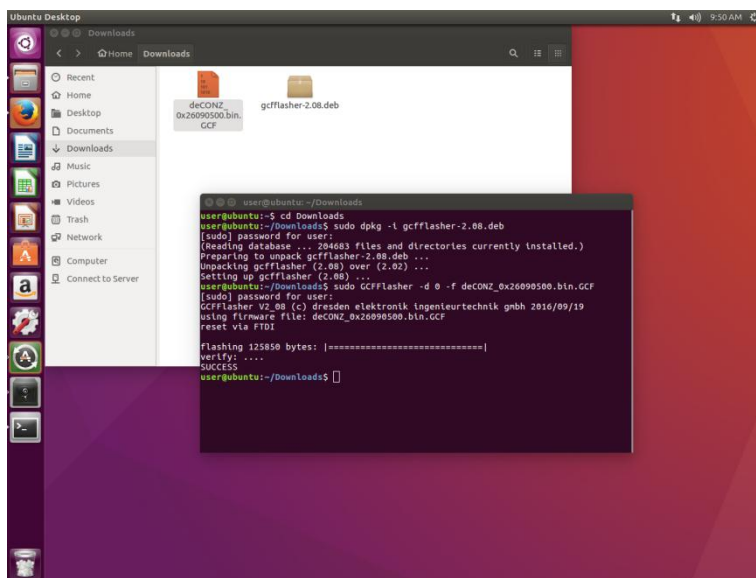 Ubuntu Desktop
9:50 AM
Downloads
Home Downloads
Recent
Home
Desktop
Documents
Downloads
Music
Pictures
Videos
Trash
Network
Computer
Connect to Server
deCONZ_
0x26090500.bin.
GCF
gcfflasher-2.08.deb
user@ubuntu: ~/Downloads
user@ubuntu:~$ cd Downloads
user@ubuntu:~/Downloads$ sudo dpkg -i gcfflasher-2.08.deb
[sudo] password for user:
(Reading database ... 204683 files and directories currently installed.)
Preparing to unpack gcfflasher-2.08.deb ...
Unpacking gcfflasher (2.08) over (2.02) ...
Setting up gcfflasher (2.08) ...
user@ubuntu:~/Downloads$ sudo GCFFlasher -d 0 -f deCONZ_0x26090500.bin.GCF
[sudo] password for user:
GCFFlasher V2_08 (c) dresden elektronik ingenieurtechnik gmbh 2016/09/19
using firmware file: deCONZ_0x26090500.bin.GCF
reset via FTDI
flashing 125850 bytes: |=============================|
verify: ....
SUCCESS
user@ubuntu:~/Downloads$